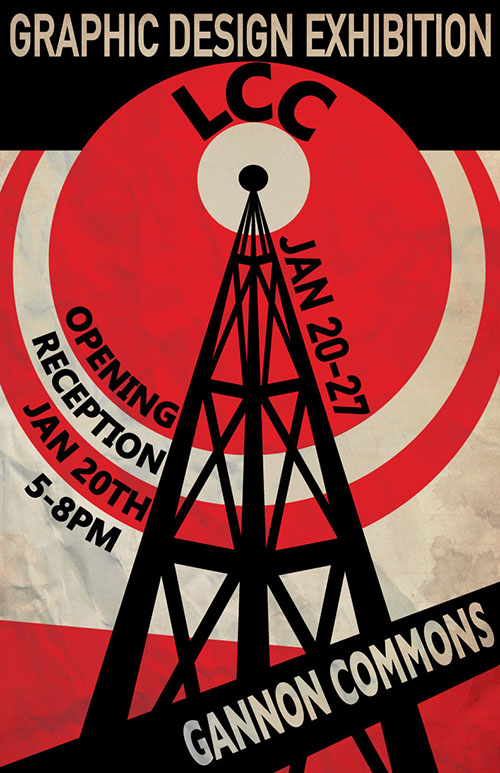 GRAPHIC DESIGN EXHIBITION
LCC
JAN 20-27
OPENING
RECEPTION
JAN 20TH
5-8PM
GANNON COMMONS